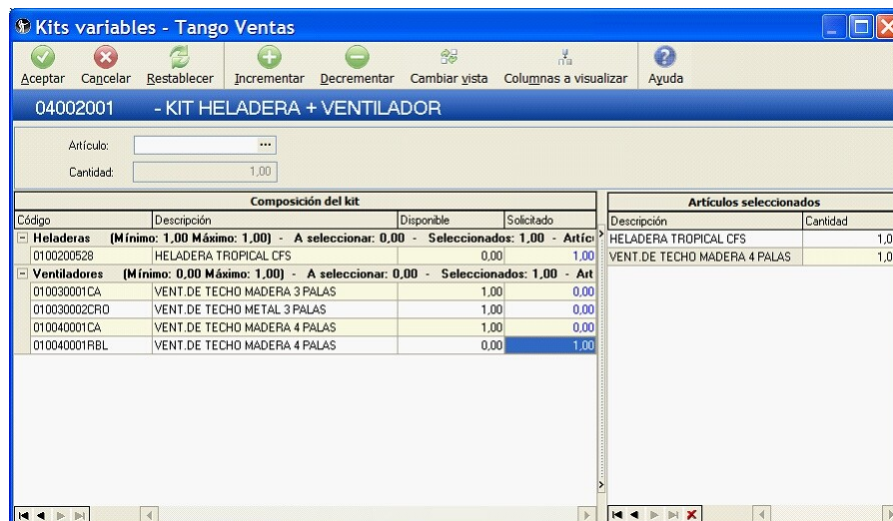 Kits variables - Tango Ventas
Aceptar Cancelar Restablecer Incrementar Decrementar Cambiar vista Columnas a visualizar Ayuda
04002001 - KIT HELADERA + VENTILADOR
Artículo: ...
Cantidad: 1,00
Composición del kit
Código Descripción Disponible Solicitado
Heladeras (Mínimo: 1,00 Máximo: 1,00) - A seleccionar: 0,00 - Seleccionados: 1,00 - Artíc
0100200528 HELADERA TROPICAL CFS 0,00 1,00
Ventiladores (Mínimo: 0,00 Máximo: 1,00) - A seleccionar: 0,00 - Seleccionados: 1,00 - Art
010030001CA VENT.DE TECHO MADERA 3 PALAS 1,00 0,00
010030002CRO VENT.DE TECHO METAL 3 PALAS 1,00 0,00
010040001CA VENT.DE TECHO MADERA 4 PALAS 1,00 0,00
010040001RBL VENT.DE TECHO MADERA 4 PALAS 0,00 1,00
Artículos seleccionados
Descripción Cantidad
HELADERA TROPICAL CFS 1,0
VENT.DE TECHO MADERA 4 PALAS 1,0